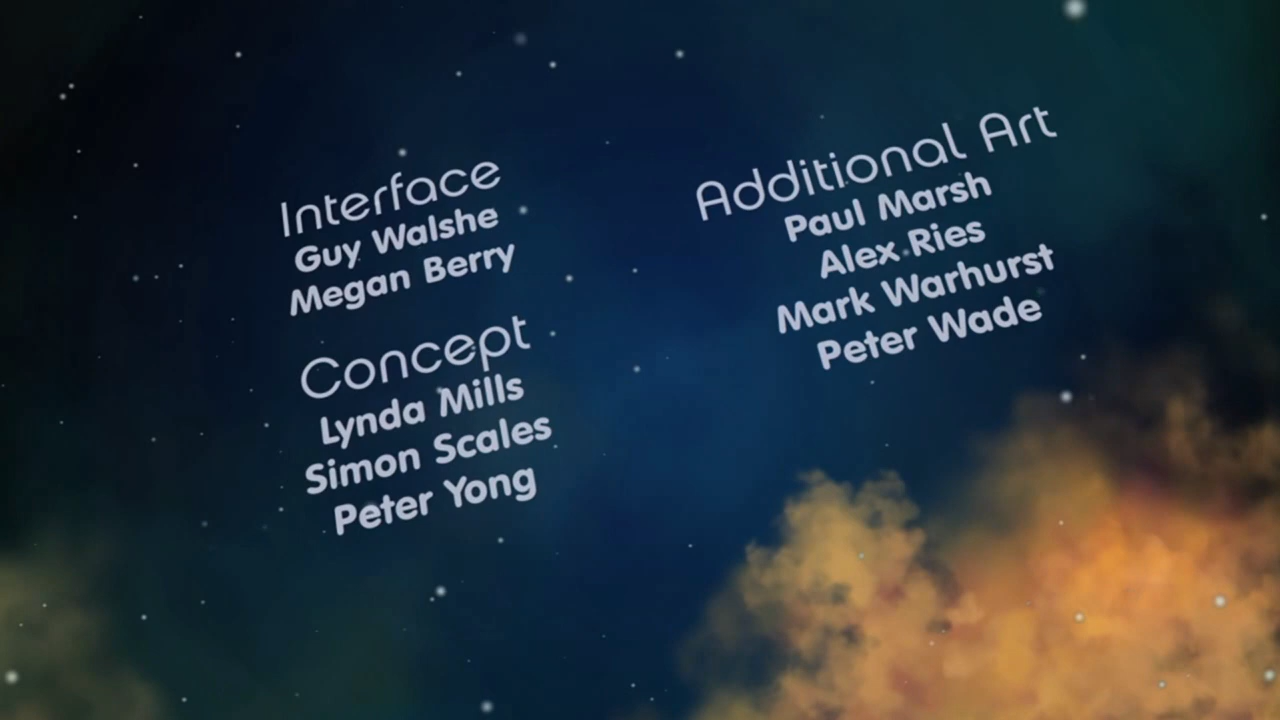 Interface
Guy Walshe
Megan Berry
Concept
Lynda Mills
Simon Scales
Peter Yong
Additional Art
Paul Marsh
Alex Ries
Mark Warhurst
Peter Wade